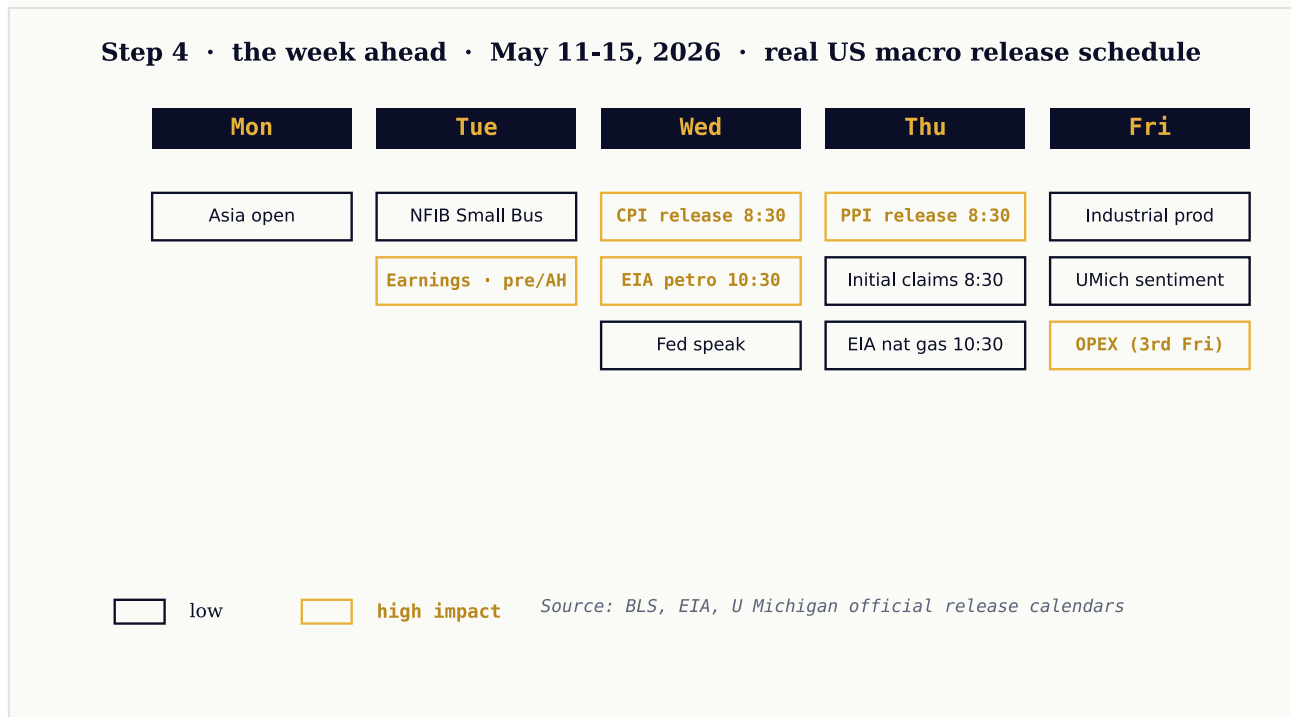 Step 4 · the week ahead · May 11-15, 2026 · real US macro release schedule
Mon Tue Wed Thu Fri
Asia open NFIB Small Bus CPI release 8:30 PPI release 8:30 Industrial prod
Earnings · pre/AH EIA petro 10:30 Initial claims 8:30 UMich sentiment
Fed speak EIA nat gas 10:30 OPEX (3rd Fri)
low high impact Source: BLS, EIA, U Michigan official release calendars